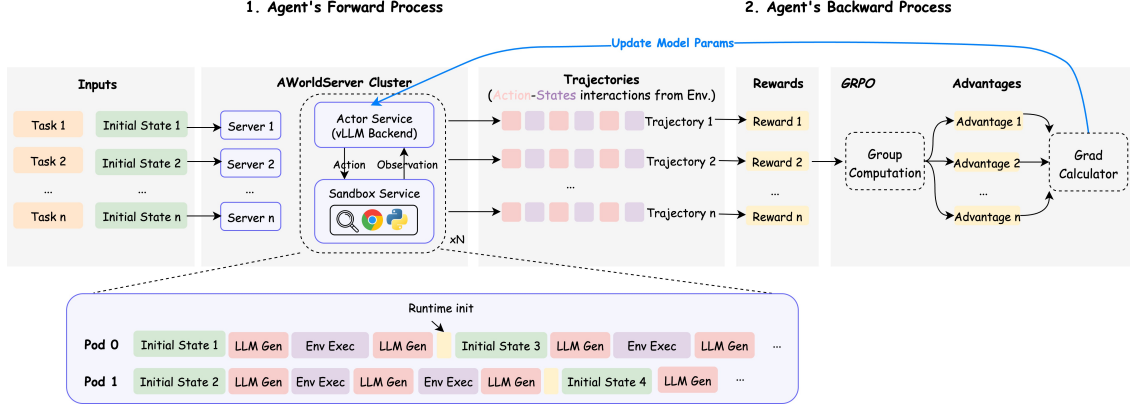 1. Agent's Forward Process
2. Agent's Backward Process
Update Model Params
Inputs
AWorldServer Cluster
Trajectories
(Action-States interactions from Env.)
Rewards
GRPO
Advantages
Task 1
Initial State 1
Server 1
Task 2
Initial State 2
Server 2
...
...
Task n
Initial State n
Server n
Actor Service
(vLLM Backend)
Action
Observation
Sandbox Service
xN
Trajectory 1
Trajectory 2
...
Trajectory n
Reward 1
Reward 2
...
Reward n
Group
Computation
Advantage 1
Advantage 2
...
Advantage n
Grad
Calculator
Runtime init
Pod 0
Initial State 1
LLM Gen
Env Exec
LLM Gen
Initial State 3
LLM Gen
Env Exec
LLM Gen
...
Pod 1
Initial State 2
LLM Gen
Env Exec
LLM Gen
Env Exec
LLM Gen
Initial State 4
LLM Gen
...